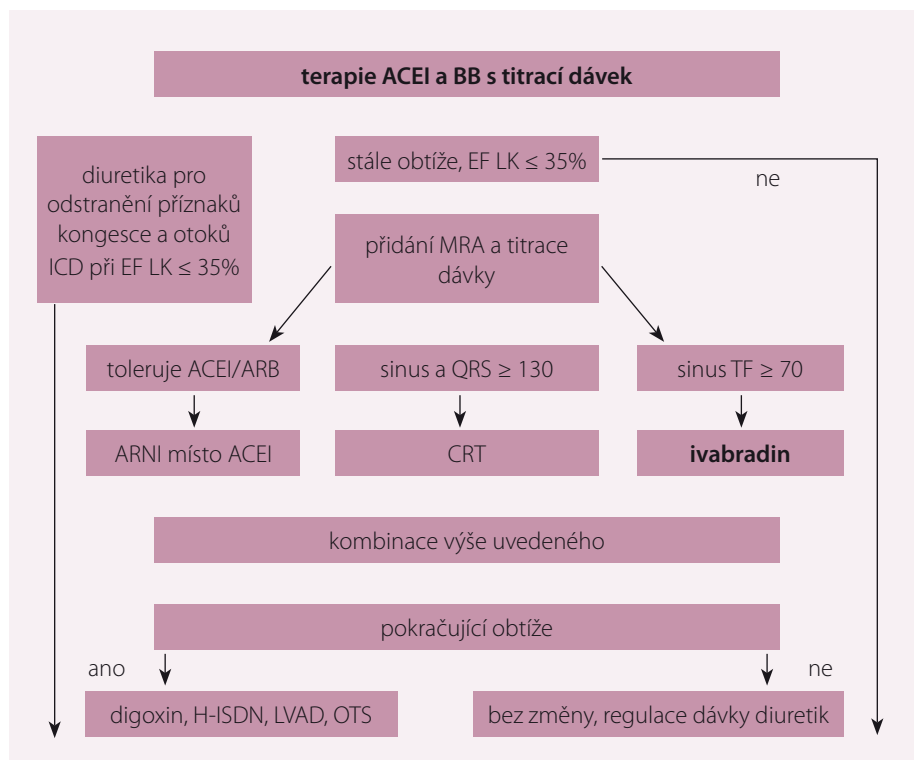 terapie ACEI a BB s titrací dávek
diuretika pro
odstranění příznaků
kongesce a otoků
ICD při EF LK ≤ 35%
stále obtíže, EF LK ≤ 35%
ne
přidání MRA a titrace
dávky
toleruje ACEI/ARB
sinus a QRS ≥ 130
sinus TF ≥ 70
ARNI místo ACEI
CRT
ivabradin
kombinace výše uvedeného
pokračující obtíže
ano
ne
digoxin, H-ISDN, LVAD, OTS
bez změny, regulace dávky diuretik